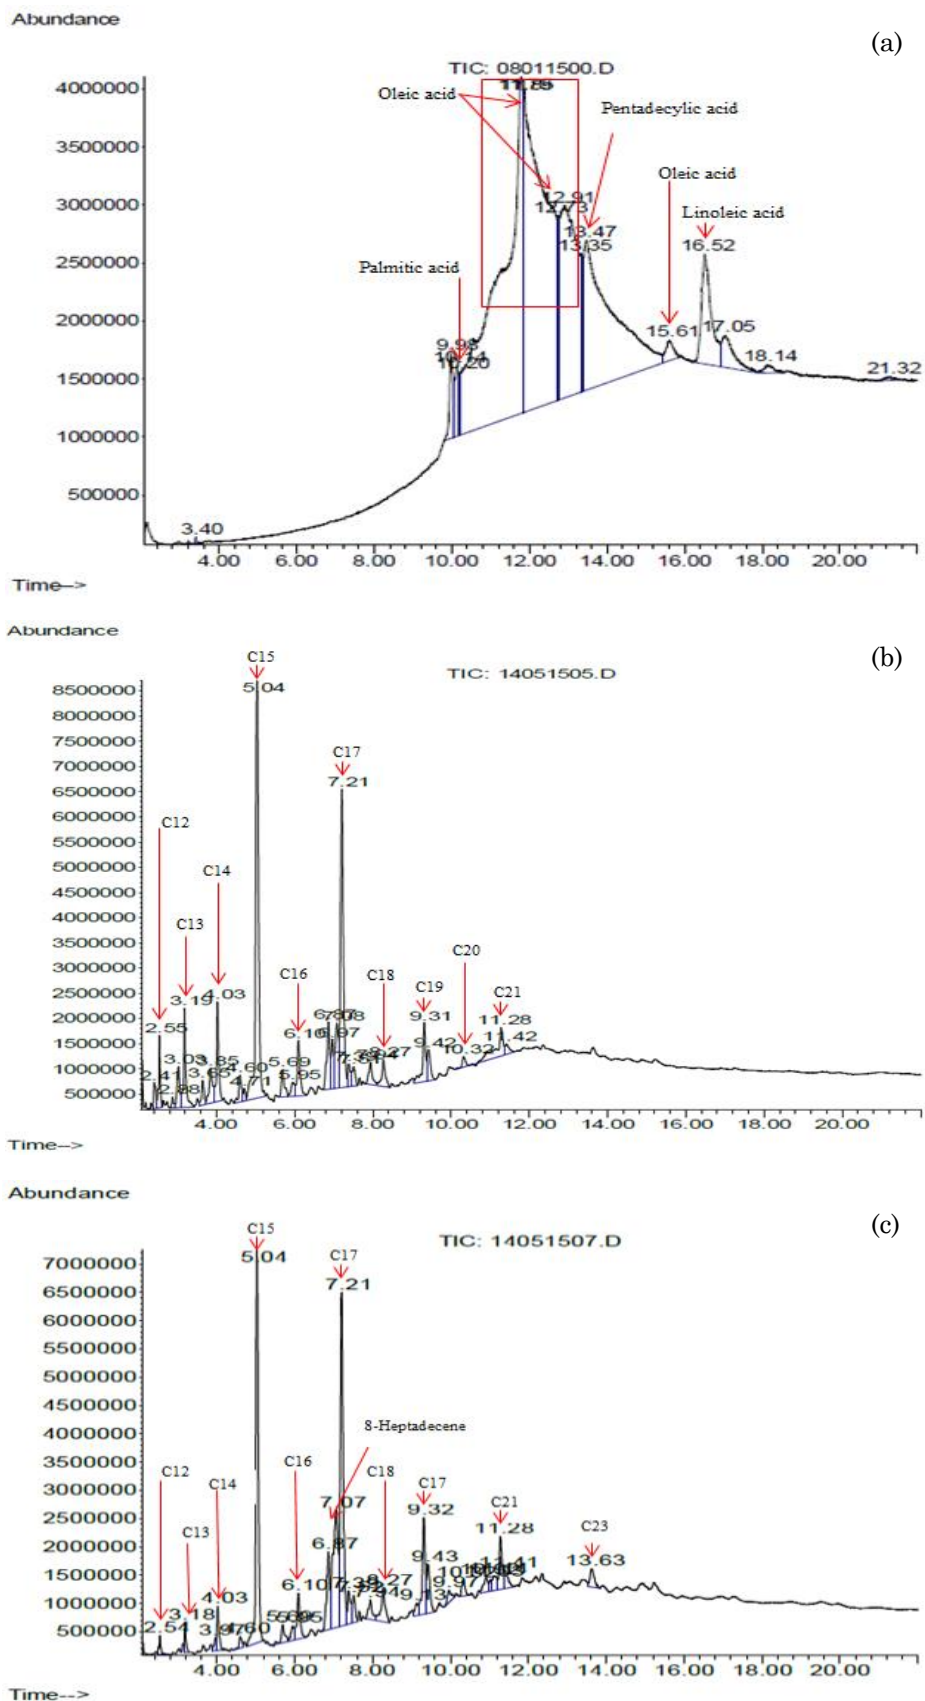 Abundance
(a)
TIC: 08011500.D
4000000
3500000
3000000
2500000
2000000
1500000
1000000
500000
Oleic acid
Pentadecylic acid
Oleic acid
Linoleic acid
Palmitic acid
3.40
9.98
10.20
12.91
13.47
13.35
15.61
16.52
17.05
18.14
21.32
4.00 6.00 8.00 10.00 12.00 14.00 16.00 18.00 20.00
Time-->
Abundance
(b)
TIC: 14051505.D
8500000
8000000
7500000
7000000
6500000
6000000
5500000
5000000
4500000
4000000
3500000
3000000
2500000
2000000
1500000
1000000
500000
C15
5.04
C17
7.21
C12
C14
C13
C16
C18
C19
C20
C21
2.55
3.19
4.03
2.41
3.03
3.85
4.60
5.69
5.95
6.10
6.97
8.27
9.31
9.42
10.32
11.28
11.42
4.00 6.00 8.00 10.00 12.00 14.00 16.00 18.00 20.00
Time-->
Abundance
(c)
TIC: 14051507.D
7000000
6500000
6000000
5500000
5000000
4500000
4000000
3500000
3000000
2500000
2000000
1500000
1000000
500000
C15
5.04
C17
7.21
8-Heptadecene
C12
C13
C14
C16
C18
C17
C21
C23
2.54
3.18
4.03
4.60
6.10
6.87
7.07
8.27
9.32
9.43
9.97
11.28
11.41
13.63
4.00 6.00 8.00 10.00 12.00 14.00 16.00 18.00 20.00
Time-->